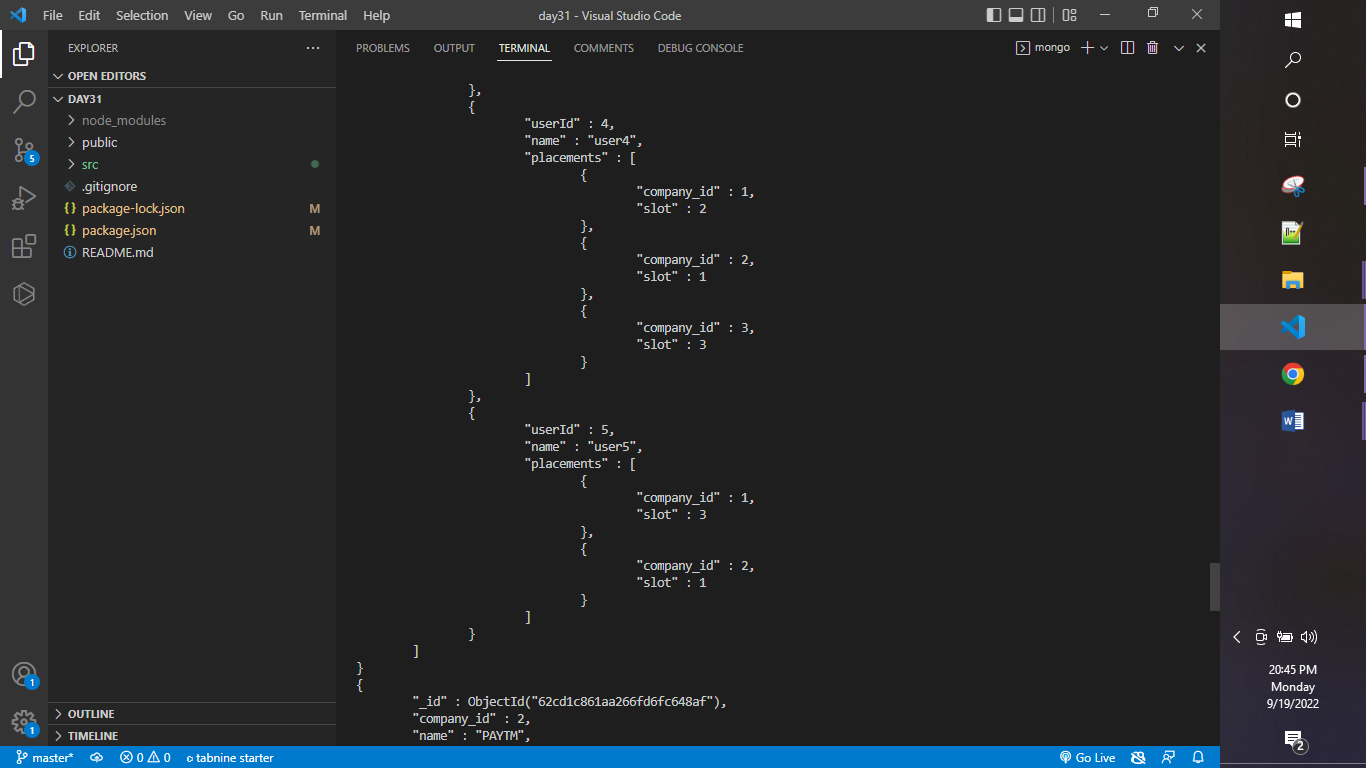 File Edit Selection View Go Run Terminal Help
day31 - Visual Studio Code
EXPLORER
OPEN EDITORS
DAY31
node_modules
public
src
.gitignore
{} package-lock.json M
{} package.json M
README.md
OUTLINE
TIMELINE
5
1
1
PROBLEMS OUTPUT TERMINAL COMMENTS DEBUG CONSOLE
mongo
},
{
"userId" : 4,
"name" : "user4",
"placements" : [
{
"company_id" : 1,
"slot" : 2
},
{
"company_id" : 2,
"slot" : 1
},
{
"company_id" : 3,
"slot" : 3
}
]
},
{
"userId" : 5,
"name" : "user5",
"placements" : [
{
"company_id" : 1,
"slot" : 3
},
{
"company_id" : 2,
"slot" : 1
}
]
}
]
}
{
"_id" : ObjectId("62cd1c861aa266fd6fc648af"),
"company_id" : 2,
"name" : "PAYTM",
master* 0 0 tabnine starter
Go Live
20:45 PM
Monday
9/19/2022
2